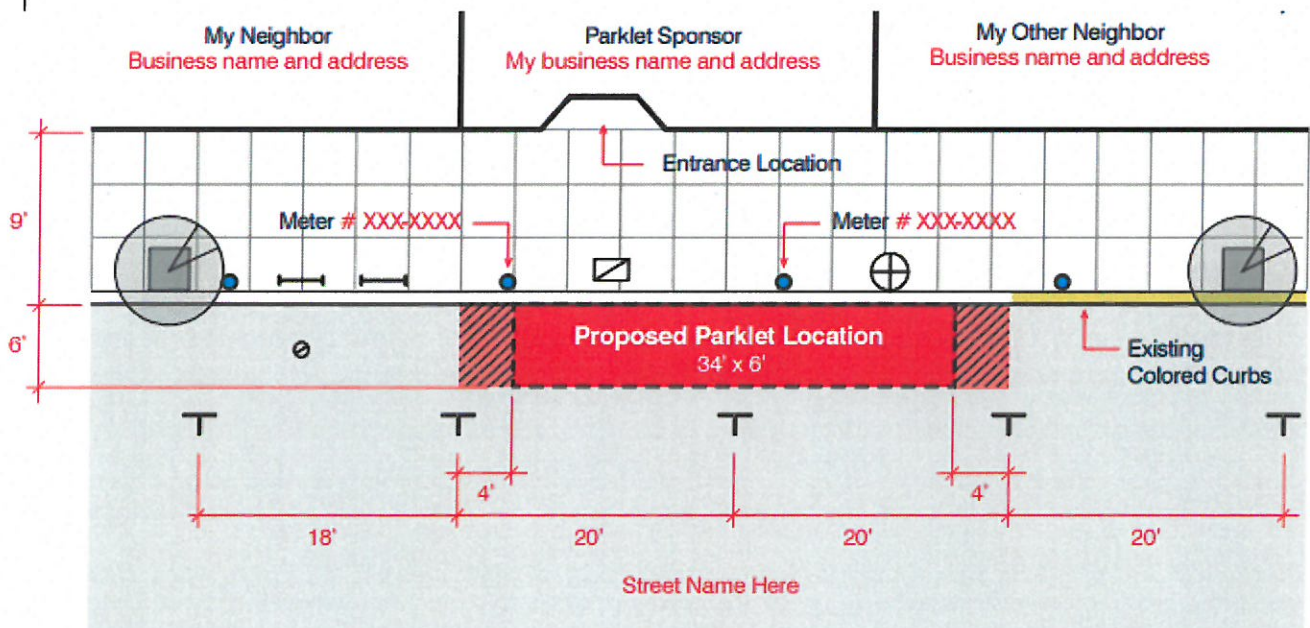 My Neighbor
Business name and address
Parklet Sponsor
My business name and address
My Other Neighbor
Business name and address
Entrance Location
9'
Meter # XXX-XXXX
Meter # XXX-XXXX
6'
Proposed Parklet Location
34' x 6'
Existing
Colored Curbs
4'
4'
18'
20'
20'
20'
Street Name Here